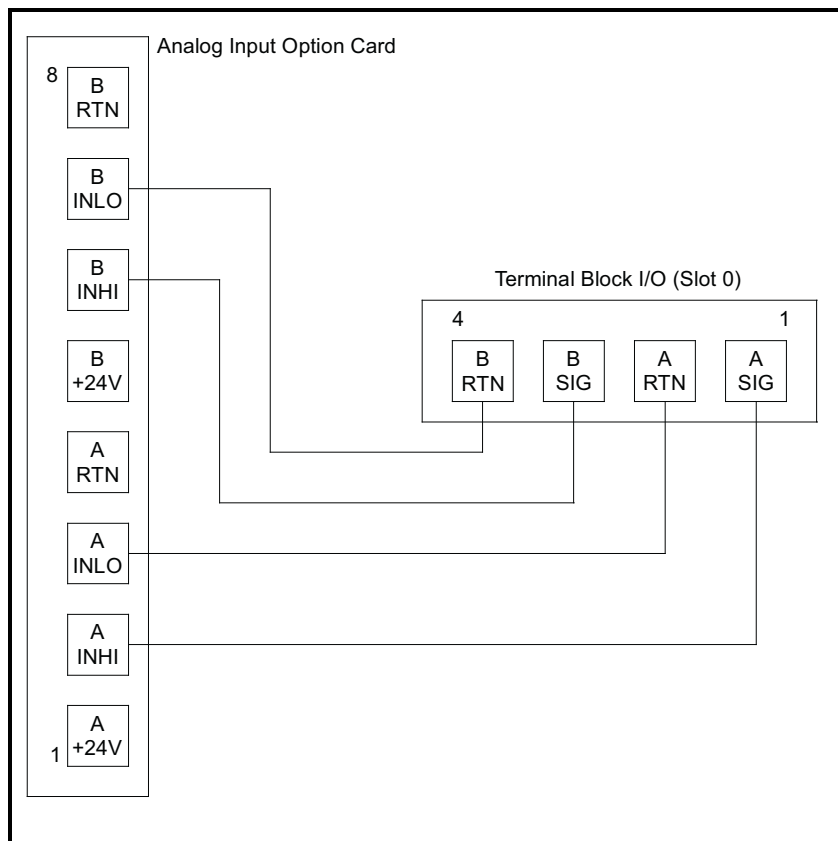 Analog Input Option Card
8
B
RTN
B
INLO
B
INHI
B
+24V
A
RTN
A
INLO
A
INHI
A
+24V
1
Terminal Block I/O (Slot 0)
4
1
B
RTN
B
SIG
A
RTN
A
SIG